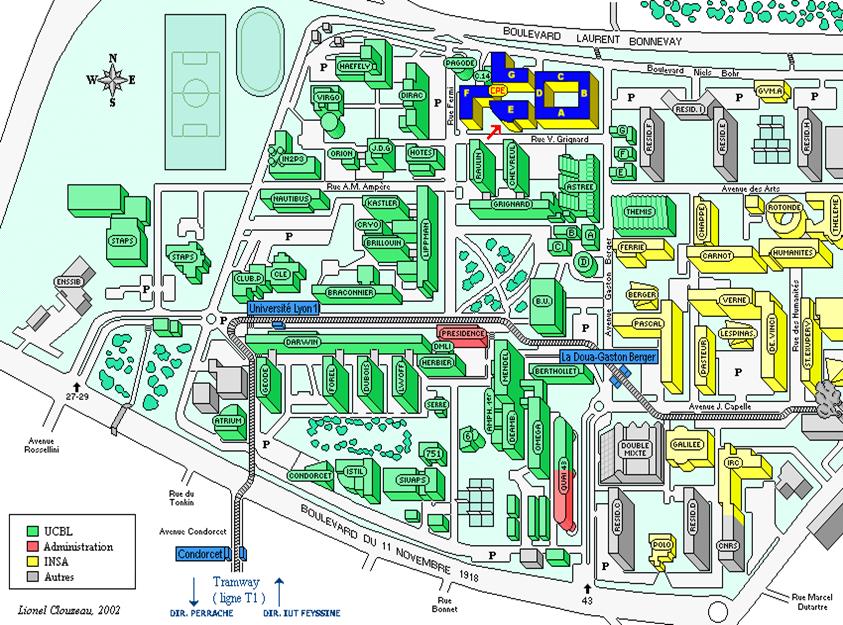 BOULEVARD LAURENT BONNEVAY
Boulevard Niels Bohr
N
W E
S
P
HAEFELY
PAGODE
C.14
G
CPE
F
E
D
C
B
A
GYM.A
P
P
P
VIRGO
DIRAC
P
Rue Fermi
RESID.F
RESID.I
RESID.E
RESID.H
Rue V. Grignard
G
F
E
IN2P3
ORION
J.D.G
HOTES
RAULIN
CHEVREUL
ASTREE
Rue A.M. Ampère
Avenue des Arts
NAUTIBUS
KASTLER
CRYO
BRILLOUIN
LIPPMAN
GRIGNARD
THEMIS
CHAPPE
ROTONDE
THELEME
P
STAPS
STAPS
B
A
C
D
FERRIE
CARNOT
HUMANITES
ENSSIB
P
CLUB.P
CLE
BRACONNIER
B.U.
Avenue Gaston Berger
BERGER
VERNE
Rue des Humanités
Université Lyon 1
P
PRESIDENCE
P
PASCAL
LESPINAS
DE.VINCI
ST.EXUPERY
DARWIN
DMLI
HERBIER
MENDEL
La Doua-Gaston Berger
BERTHOLLET
PASTEUR
P
27-29
GEODE
FOREL
DUBOIS
LWOFF
SERRE
Avenue J. Capelle
Avenue
Rossellini
ATRIUM
P
6
DEAMB
OMEGA
QUAI 43
DOUBLE
MIXTE
GALILEE
IRC
751
CONDORCET
ISTIL
SIUAPS
Rue du
Tonkin
RESID.C
RESID.D
POLO
CNRS
BOULEVARD DU 11 NOVEMBRE 1918
Avenue Condorcet
Condorcet
P
P
UCBL
Administration
INSA
Autres
Tramway
( ligne T1 )
DIR. PERRACHE
DIR. IUT FEYSSINE
Rue
Bonnet
43
Rue Marcel
Dutartre
Lionel Clouzeau, 2002